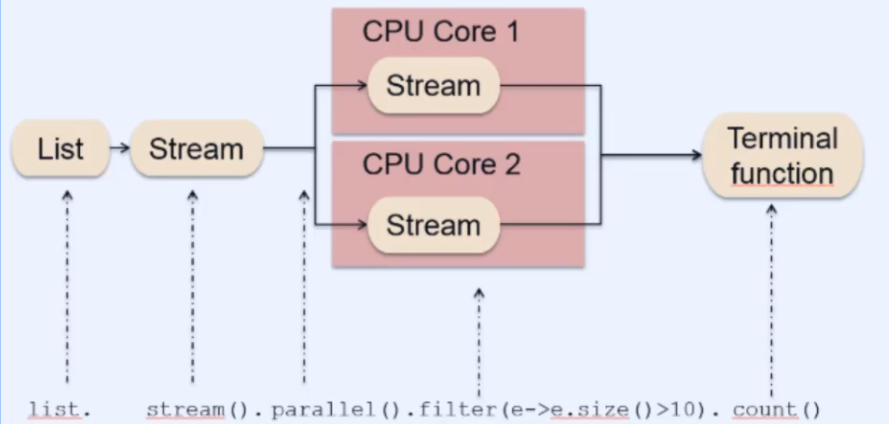 CPU Core 1
Stream
List
Stream
CPU Core 2
Stream
Terminal
function
list. stream().parallel().filter(e->e.size()>10). count()